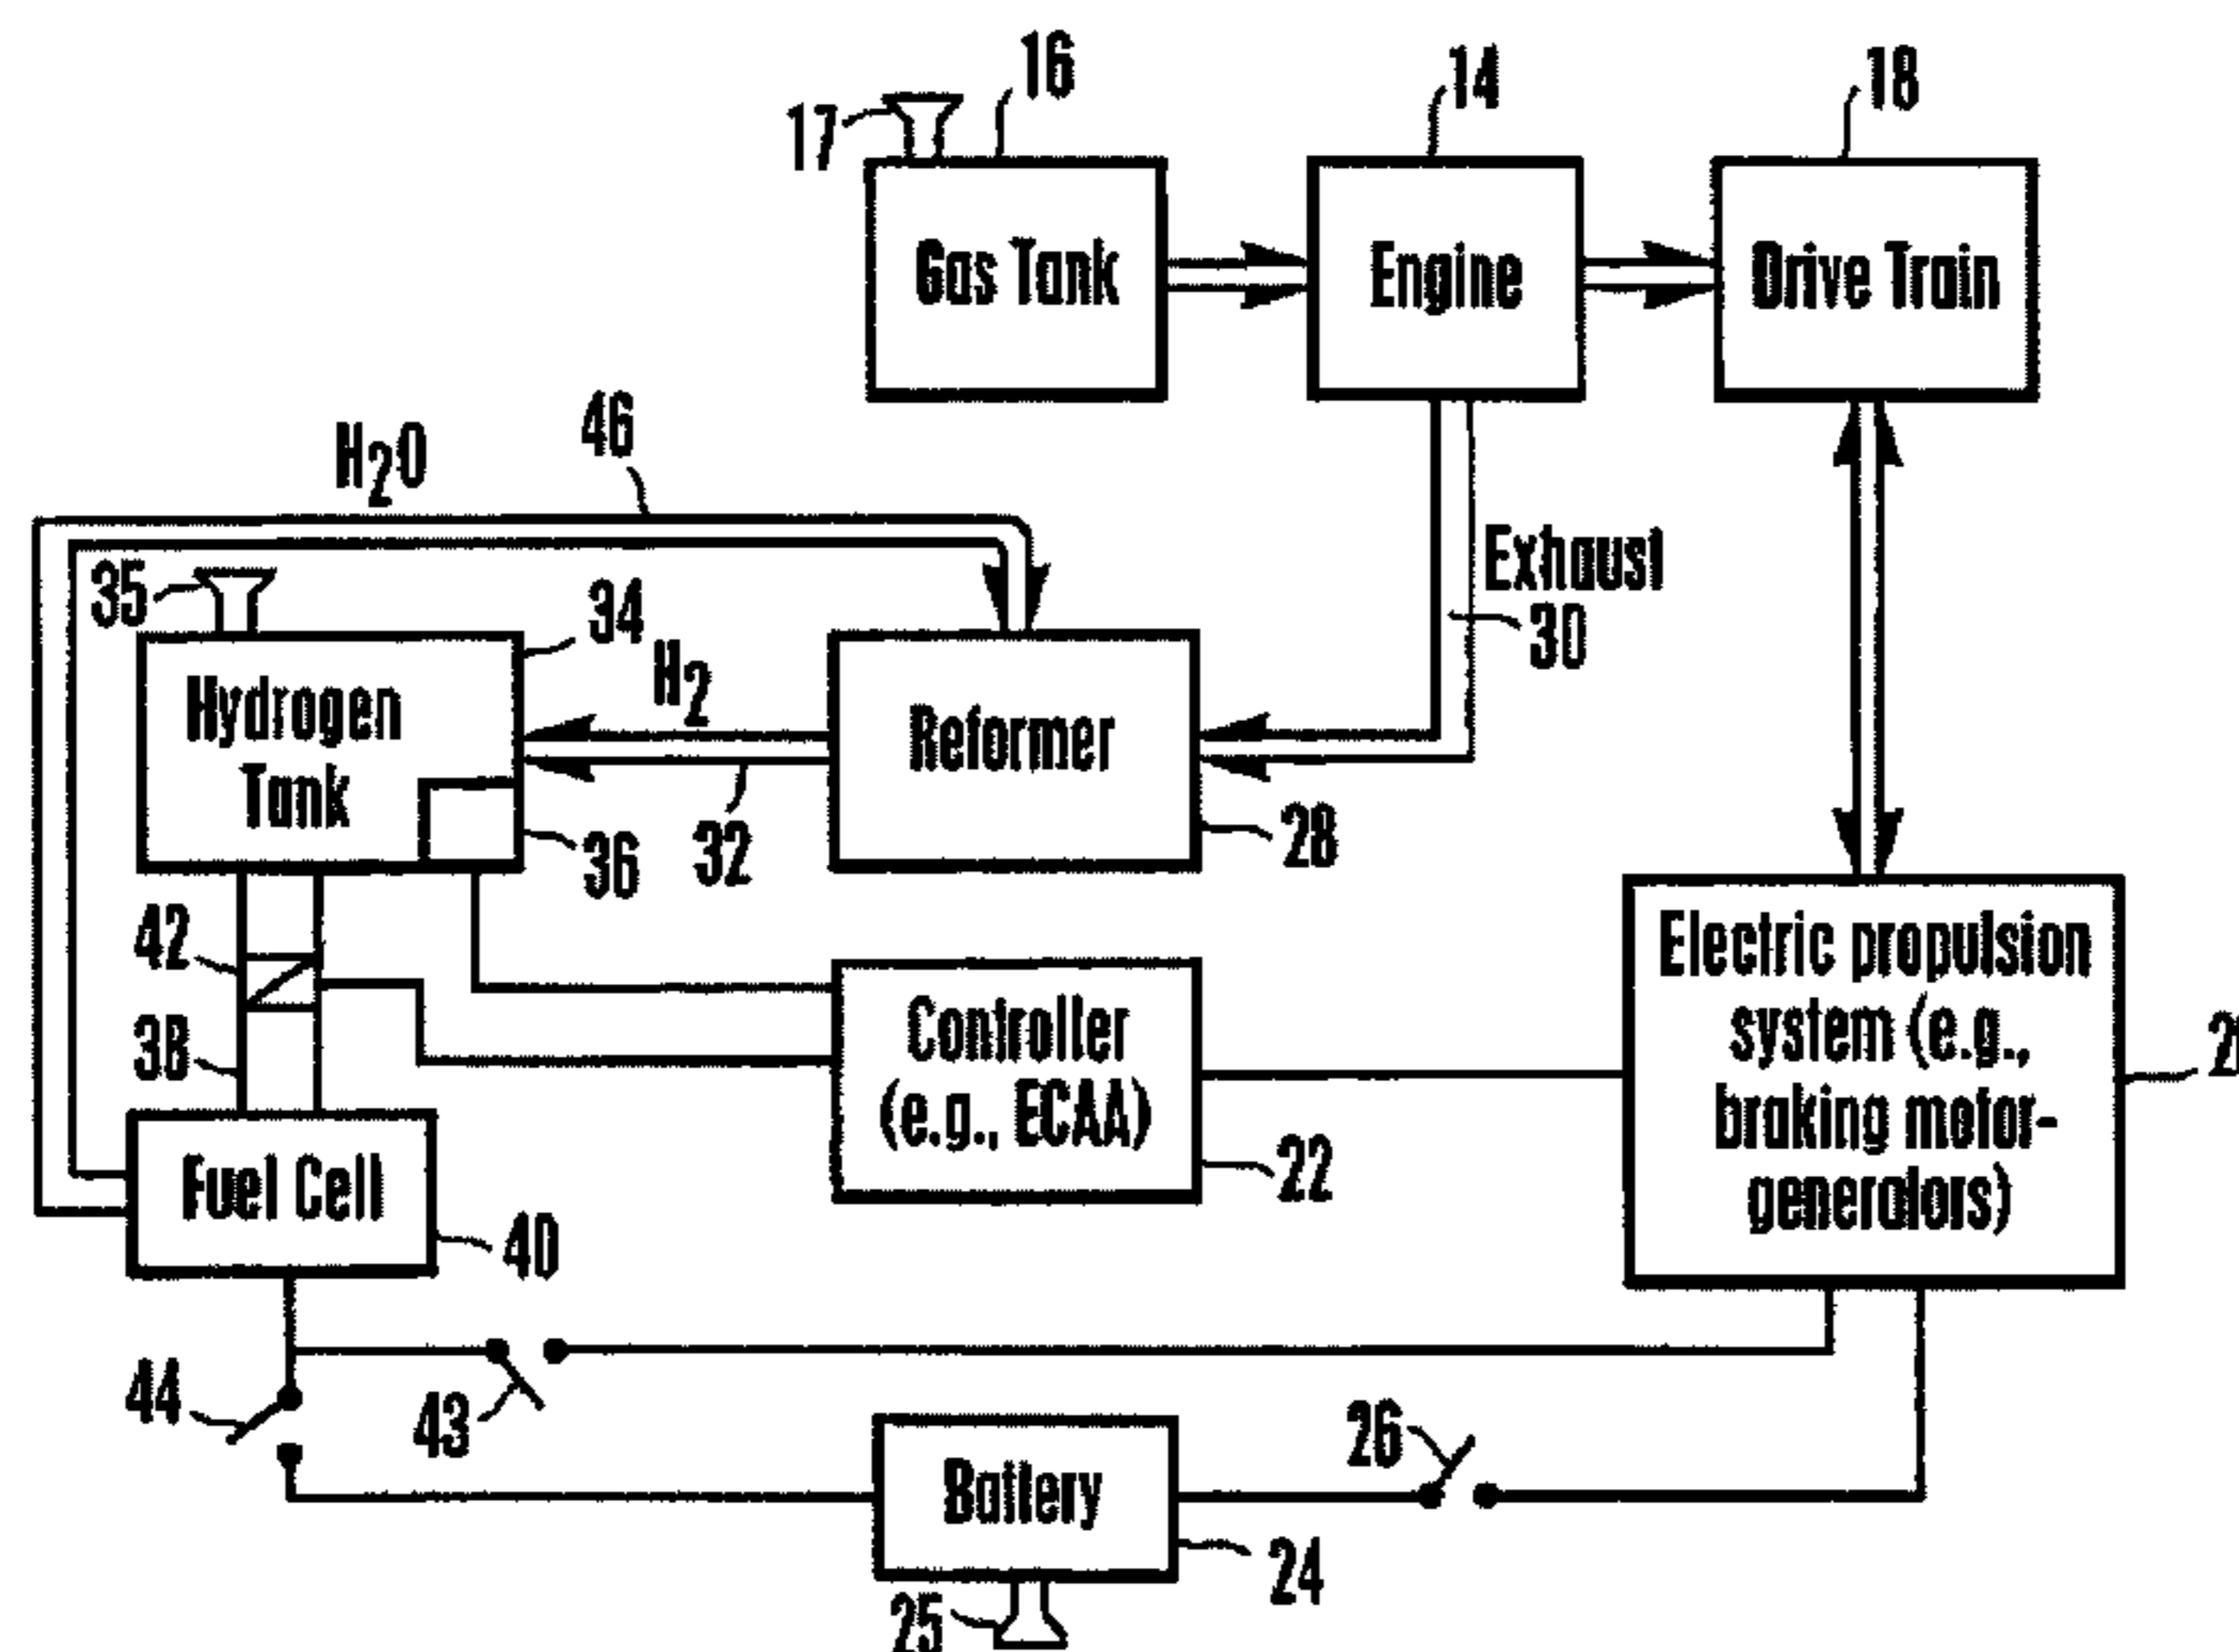 16
14
18
17
Gas Tank
Engine
Drive Train
46
H2O
Exhaust
30
35
34
H2
Hydrogen
Tank
Reformer
28
32
36
42
38
Controller
(e.g., ECAA)
22
Electric propulsion
system (e.g.,
braking motor-
generators)
Fuel Cell
40
44
43
26
Battery
24
25